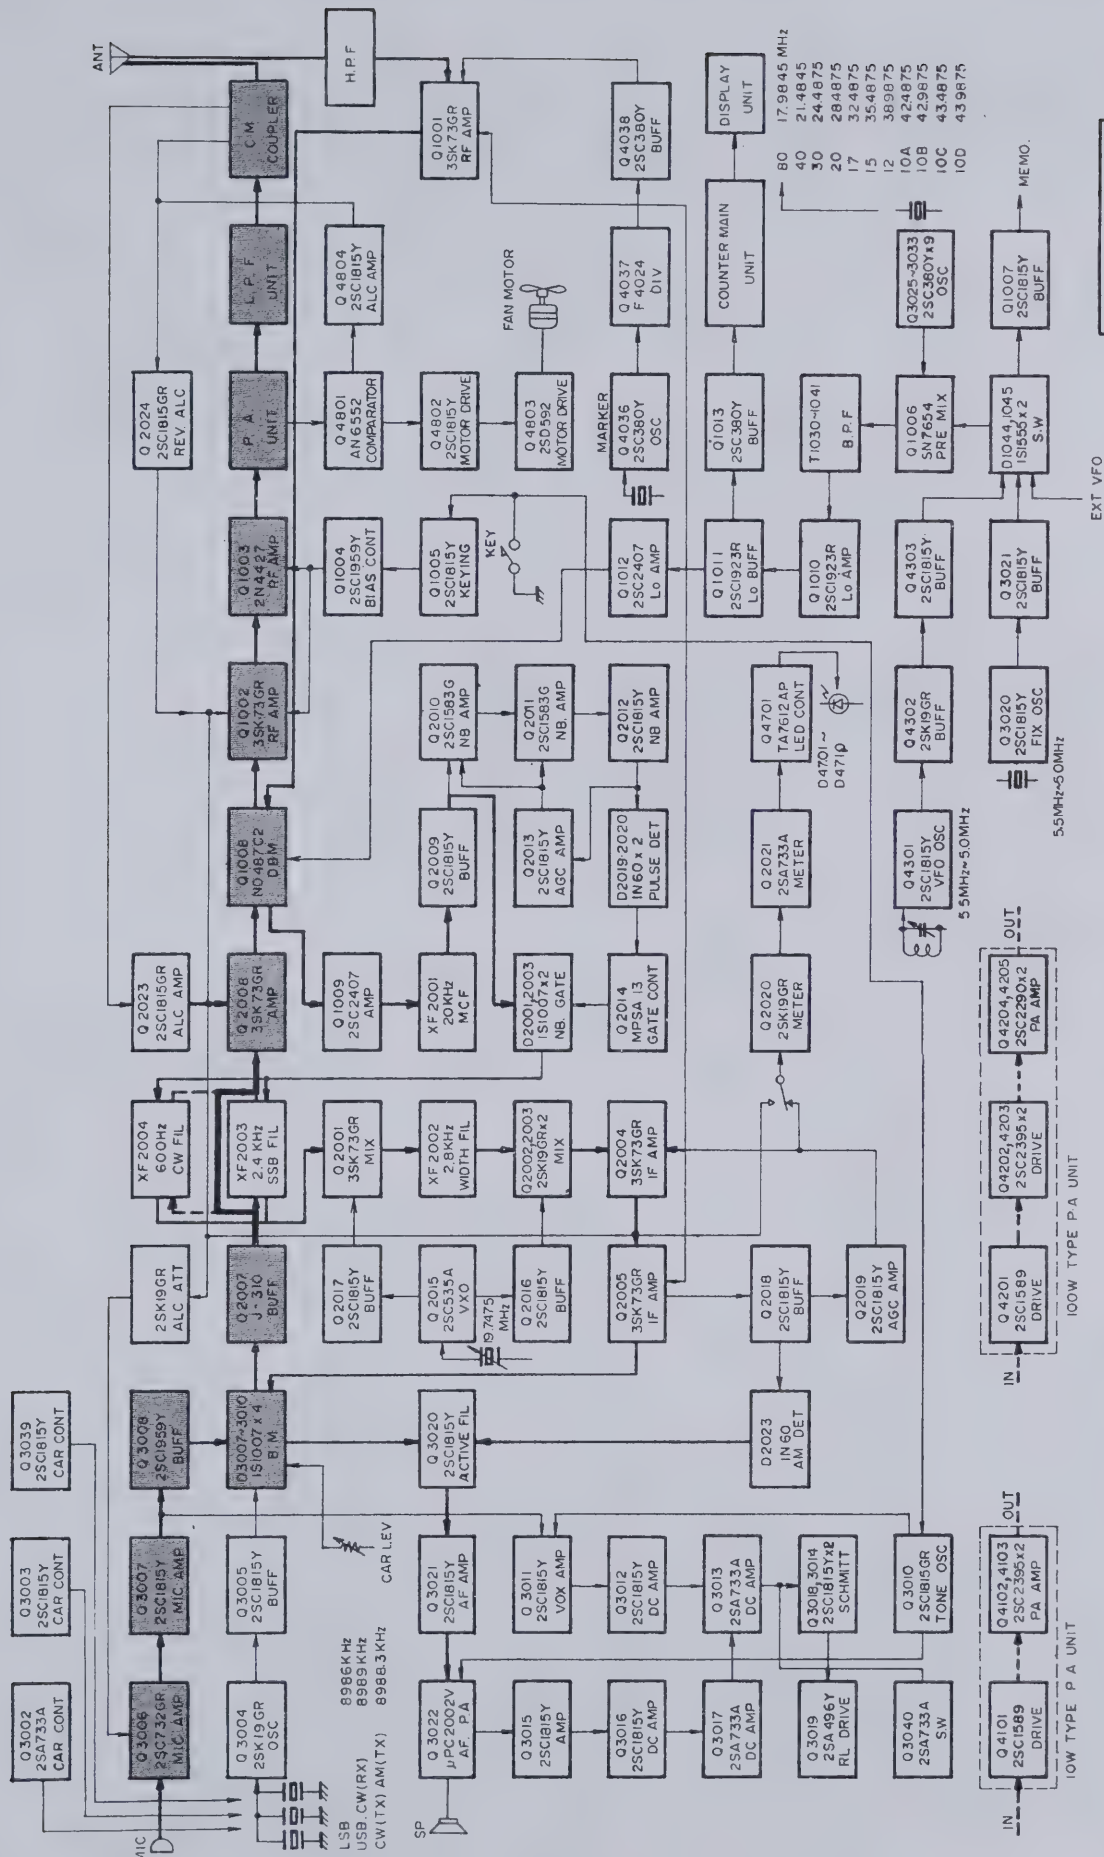 ANT
H.P.F
C M
COUPLER
Q1001
3SK73GR
RF AMP
Q4038
2SC380Y
BUFF
DISPLAY
UNIT
80 17.9845 MHz
40 21.4845
30 24.4875
20 28.4875
17 32.4875
15 35.4875
12 38.9875
10A 42.4875
10B 42.9875
10C 43.4875
10D 43.9875
MEMO.
L. P. F
UNIT
Q4804
2SC1815Y
ALC AMP
FAN MOTOR
Q4037
F4024
DIV
COUNTER MAIN
UNIT
Q3025~3033
2SC380Y x 9
OSC
Q1007
2SC1815Y
BUFF
Q2024
2SC1815GR
REV. ALC
P. A
UNIT
Q4801
AN6552
COMPARATOR
Q4802
2SC1815Y
MOTOR DRIVE
Q4803
2SD592
MOTOR DRIVE
MARKER
Q4036
2SC380Y
OSC
Q1013
2SC380Y
BUFF
T1030~1041
B.P.F
Q1006
SN7654
PRE MIX
D1044,1045
1S1555 x 2
S.W
EXT VFO
Q1003
2N4427
RF AMP
Q1004
2SC1959Y
BIAS CONT
Q1005
2SC1815Y
KEYING
KEY
Q1012
2SC2407
Lo AMP
Q1011
2SC1923R
Lo BUFF
Q1010
2SC1923R
Lo AMP
Q4303
2SC1815Y
BUFF
Q3021
2SC1815Y
BUFF
Q1002
3SK73GR
RF AMP
Q2010
2SC1583G
NB AMP
Q2011
2SC1583G
NB. AMP
Q2012
2SC1815Y
NB AMP
Q4701
TA7612AP
LED CONT
D4701~
D4710
Q4302
2SK19GR
BUFF
Q3020
2SC1815Y
FIX OSC
5.5MHz~5.0MHz
Q1008
ND487C2
DBM
Q2009
2SC1815Y
BUFF
Q2013
2SC1815Y
AGC AMP
D2019·2020
1N60 x 2
PULSE DET
Q2021
2SA733A
METER
Q4301
2SC1815Y
VFO OSC
5 5MHz~5.0MHz
Q2023
2SC1815GR
ALC AMP
Q2008
3SK73GR
AMP
Q1009
2SC2407
AMP
XF2001
20KHz
MCF
D2001,2003
1S1007 x 2
NB. GATE
Q2014
MPSA 13
GATE CONT
Q2020
2SK19GR
METER
Q4204,4205
2SC2290x2
PA AMP
OUT
XF2004
600Hz
CW FIL
XF2003
2.4 KHz
SSB FIL
Q2001
3SK73GR
MIX
XF2002
2.8KHz
WIDTH FIL
Q2002,2003
2SK19GRx2
MIX
Q2004
3SK73GR
IF AMP
Q4202,4203
2SC2395x2
DRIVE
100W TYPE P.A UNIT
2SK19GR
ALC ATT
Q2007
J-310
BUFF
Q2017
2SC1815Y
BUFF
Q2015
2SC535A
VXO
19.7475
MHz
Q2016
2SC1815Y
BUFF
Q2005
3SK73GR
IF AMP
Q2018
2SC1815Y
BUFF
Q2019
2SC1815Y
AGC AMP
Q4201
2SC1589
DRIVE
IN
Q3039
2SC1815Y
CAR CONT
Q3008
2SC1959Y
BUFF
D3007~3010
1S1007 x 4
B.M
Q3020
2SC1815Y
ACTIVE FIL
D2023
1N60
AM DET
Q3003
2SC1815Y
CAR CONT
Q3007
2SC1815Y
MIC AMP
Q3005
2SC1815Y
BUFF
CAR LEV
Q3021
2SC1815Y
AF AMP
Q3011
2SC1815Y
VOX AMP
Q3012
2SC1815Y
DC AMP
Q3013
2SA733A
DC AMP
Q3018,3014
2SC1815Yx2
SCHMITT
Q3010
2SC1815GR
TONE OSC
Q4102,4103
2SC2395x2
PA AMP
OUT
Q3002
2SA733A
CAR CONT
Q3006
2SC732GR
MIC AMP
Q3004
2SK19GR
OSC
LSB 8986KHz
USB. CW(RX) 8989KHz
CW(TX) AM(TX) 8988.3KHz
Q3022
μPC2002V
AF. P.A
Q3015
2SC1815Y
AMP
Q3016
2SC1815Y
DC AMP
Q3017
2SA733A
DC AMP
Q3019
2SA496Y
RL DRIVE
Q3040
2SA733A
S.W
Q4101
2SC1589
DRIVE
IN
10W TYPE P A UNIT
MIC
SP